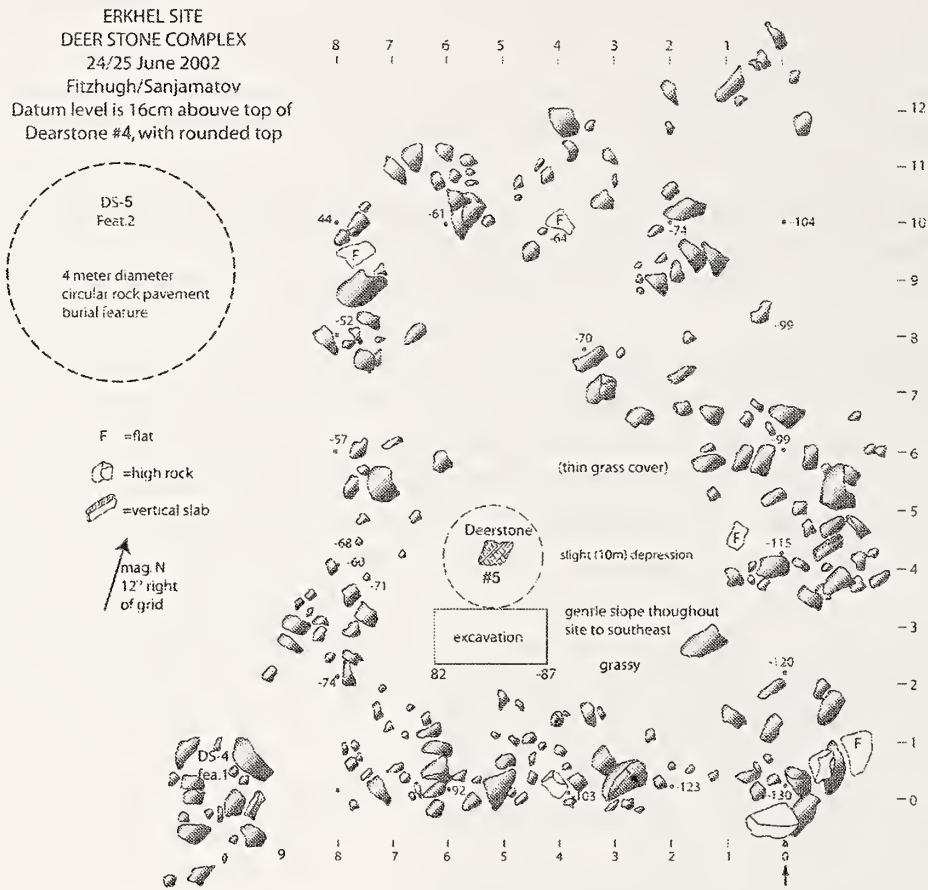 ERKHEL SITE
DEER STONE COMPLEX
24/25 June 2002
Fitzhugh/Sanjamatov
Datum level is 16cm abouve top of
Dearstone #4, with rounded top
8 7 6 5 4 3 2 1 0
12
11
DS-5
Feat.2
44 -61 F -64 -74 -104 10
F
4 meter diameter
circular rock pavement
burial feature
9
-52 -99
-70 8
7
F =flat
-57 -99 6
(thin grass cover)
=high rock
=vertical slab
5
F
Deerstone
-68 slight (10m) depression -115
-60
#5
4
mag. N
12° right
of grid
-71
gentle slope thoughout
site to southeast
excavation
3
grassy
-120
-74 82 -87
2
DS-4
fea.1
F
1
-92 -103 -123 -130
0
9 8 7 6 5 4 3 2 1 0